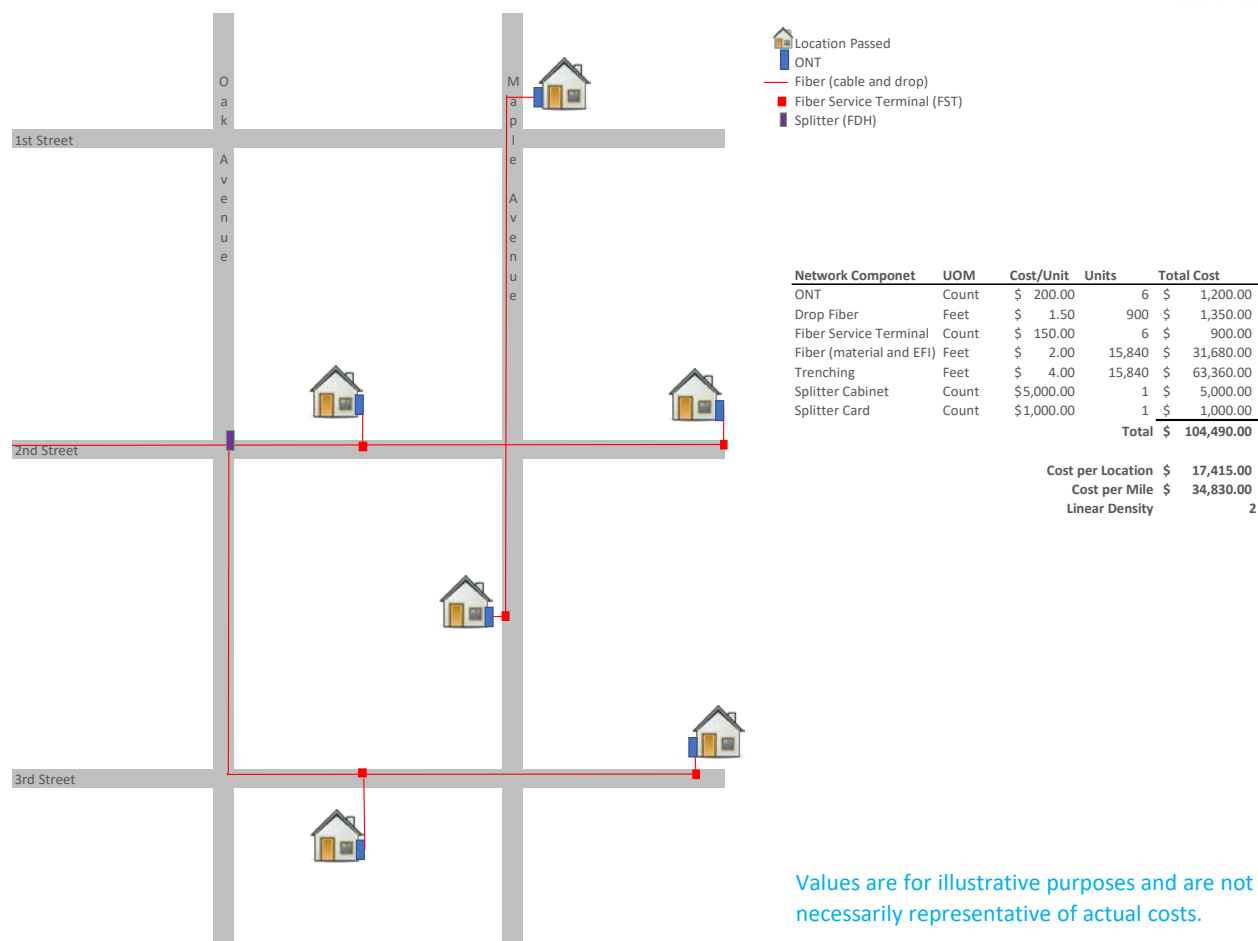 Location Passed
ONT
Fiber (cable and drop)
Fiber Service Terminal (FST)
Splitter (FDH)
Oak Avenue
Maple Avenue
1st Street
2nd Street
3rd Street
Network Componet UOM Cost/Unit Units Total Cost
ONT Count $ 200.00 6 $ 1,200.00
Drop Fiber Feet $ 1.50 900 $ 1,350.00
Fiber Service Terminal Count $ 150.00 6 $ 900.00
Fiber (material and EFI) Feet $ 2.00 15,840 $ 31,680.00
Trenching Feet $ 4.00 15,840 $ 63,360.00
Splitter Cabinet Count $5,000.00 1 $ 5,000.00
Splitter Card Count $1,000.00 1 $ 1,000.00
Total $ 104,490.00
Cost per Location $ 17,415.00
Cost per Mile $ 34,830.00
Linear Density 2
Values are for illustrative purposes and are not
necessarily representative of actual costs.